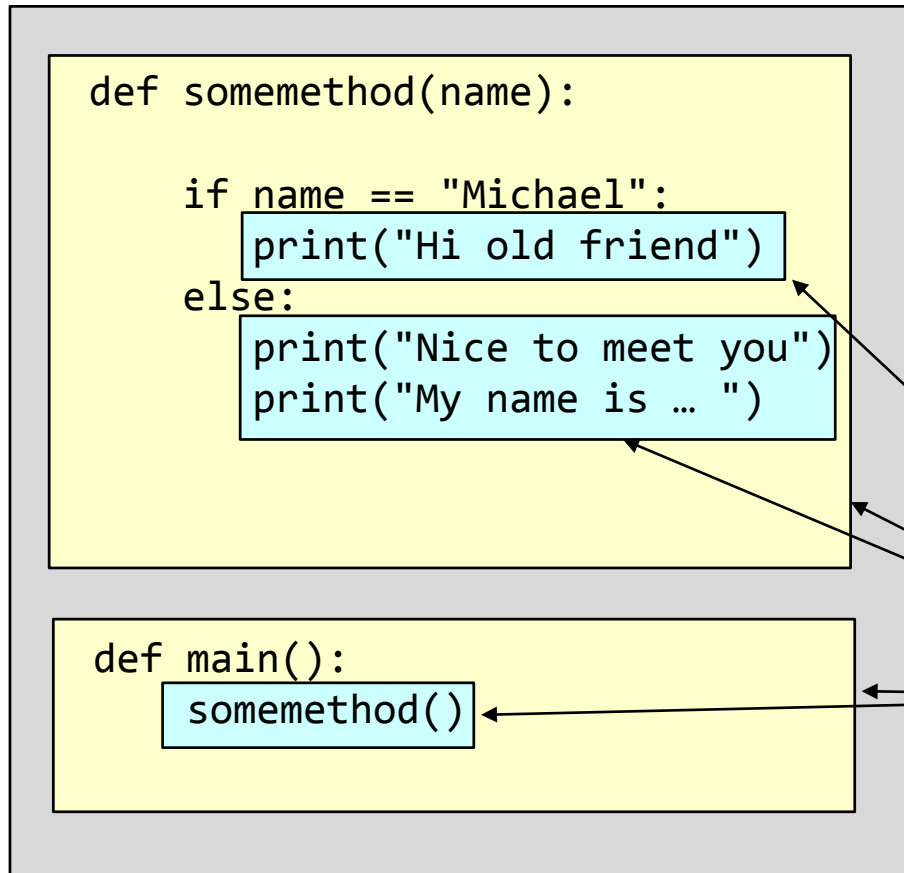 def somemethod(name):
if name == "Michael":
print("Hi old friend")
else:
print("Nice to meet you")
print("My name is … ")
def main():
somemethod()